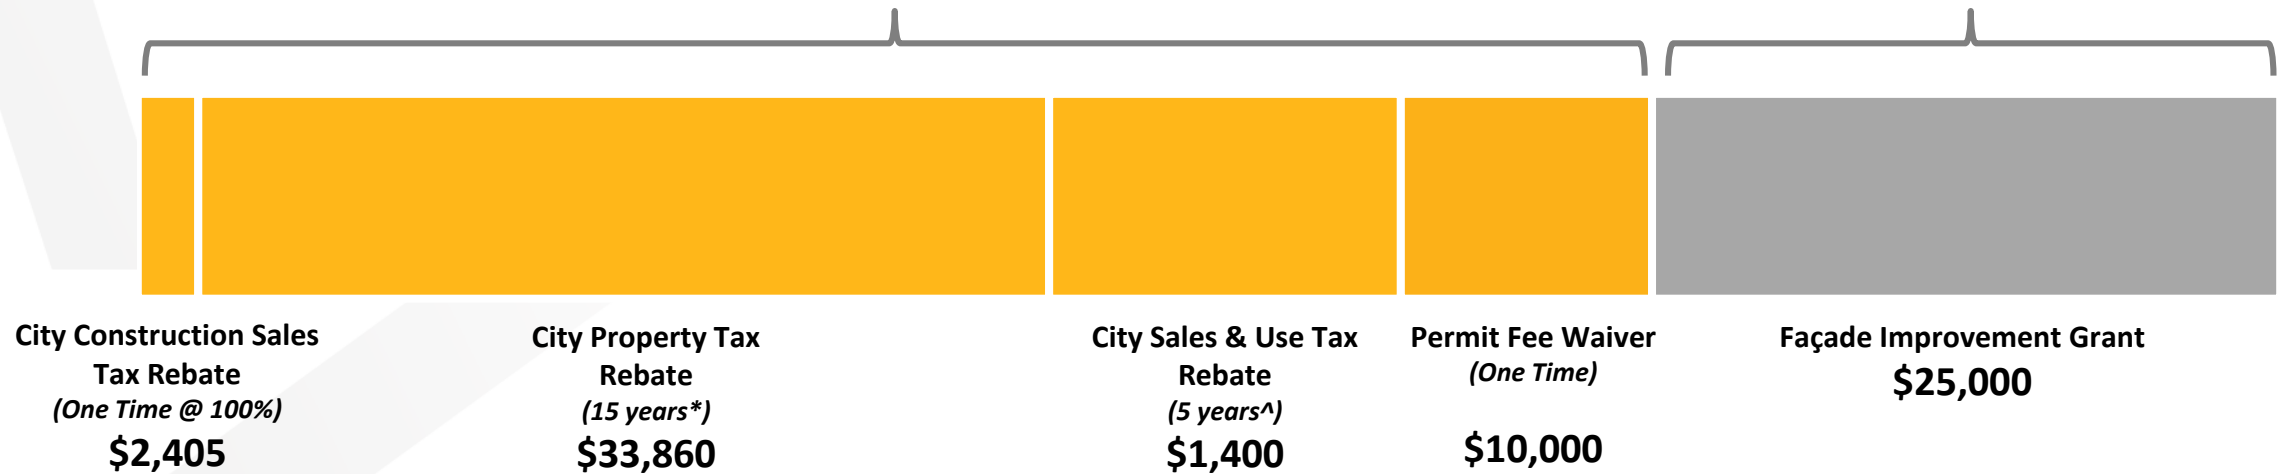 City Construction Sales
Tax Rebate
(One Time @ 100%)
$2,405
City Property Tax
Rebate
(15 years*)
$33,860
City Sales & Use Tax
Rebate
(5 years^)
$1,400
Permit Fee Waiver
(One Time)
$10,000
Façade Improvement Grant
$25,000